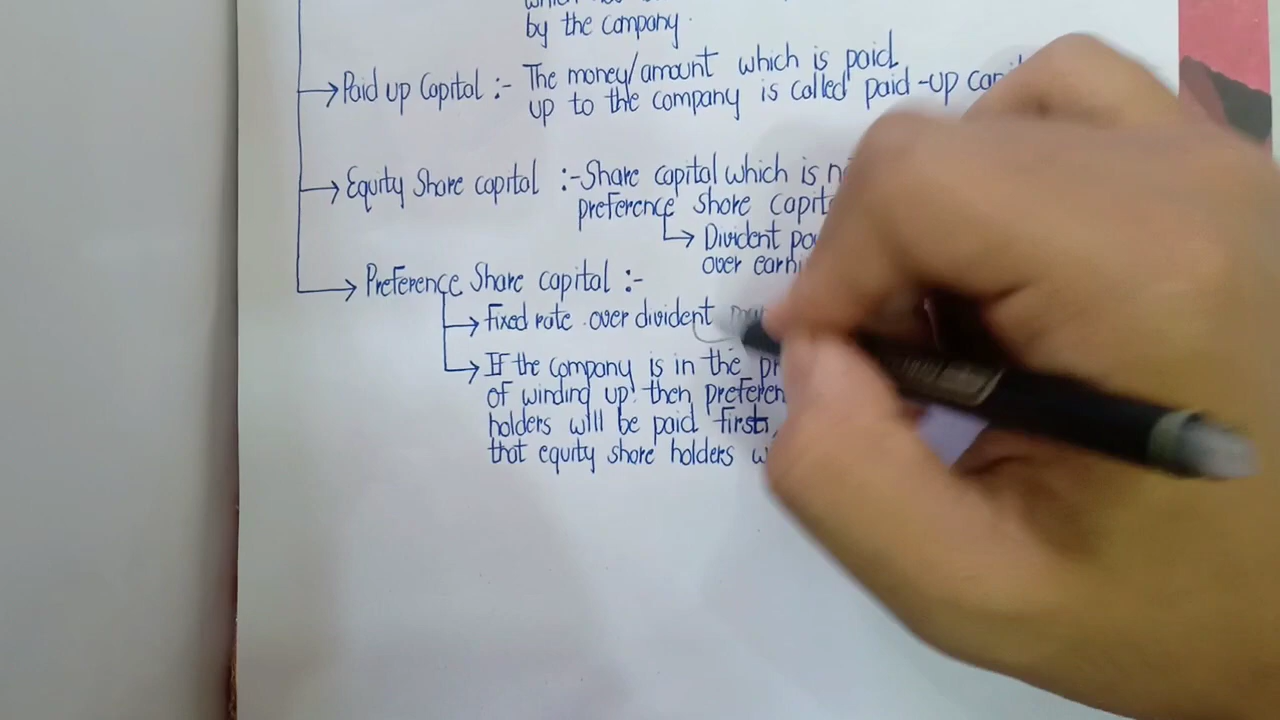 by the company.
Paid up Capital :- The money/amount which is paid
up to the company is called paid-up
Equity Share capital :- Share capital which is
preference share
Divident
over
Preference Share capital :-
Fixed rate over divident
If the company is in the
of winding up then
holders will be paid first,
that equity share holders